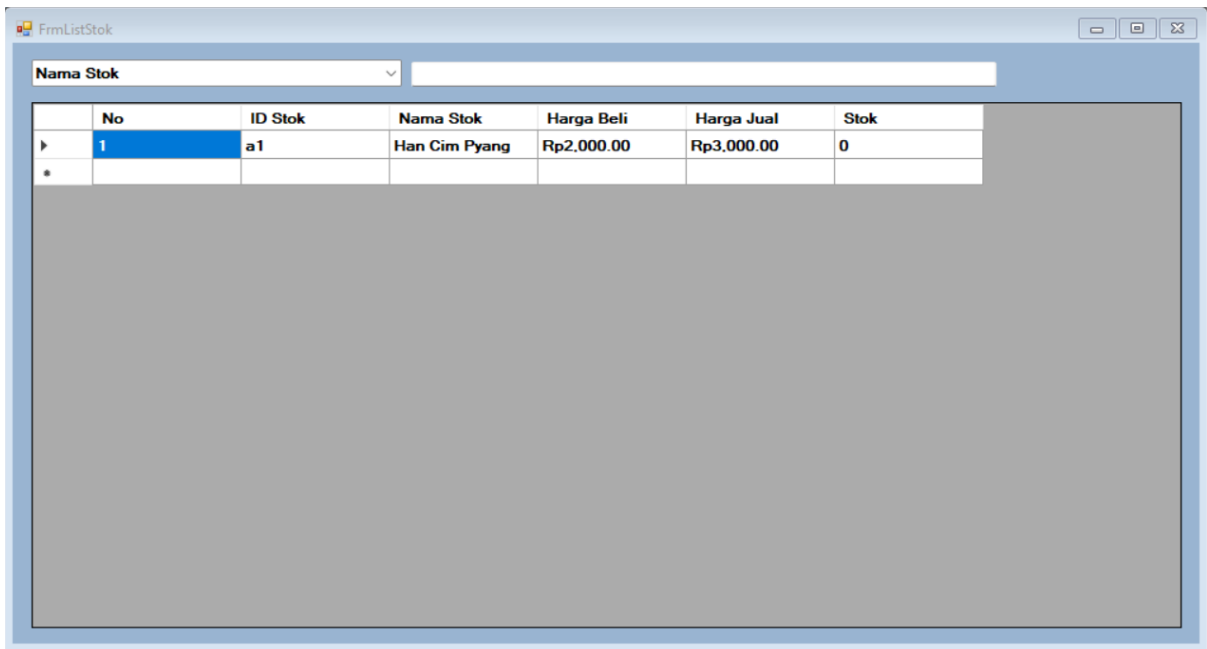 FrmListStok
Nama Stok
No ID Stok Nama Stok Harga Beli Harga Jual Stok
1 a1 Han Cim Pyang Rp2,000.00 Rp3,000.00 0